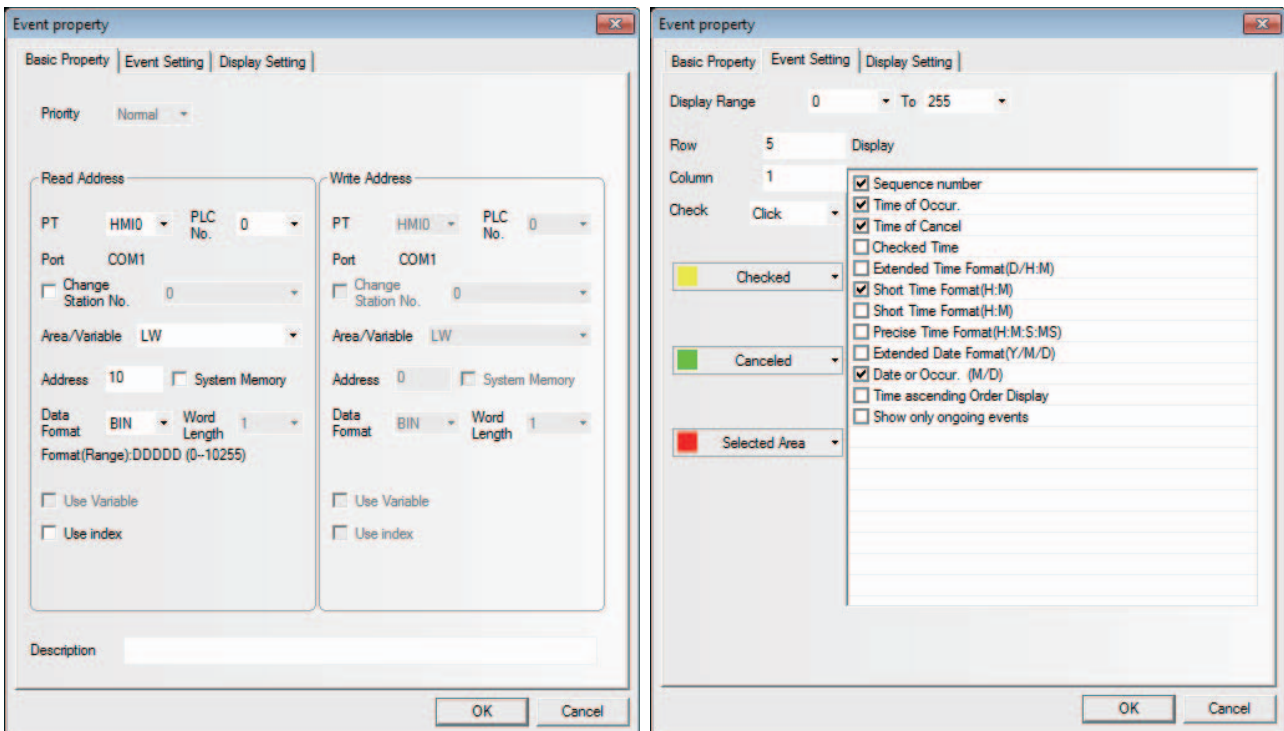 Event property
Basic Property Event Setting Display Setting
Priority Normal
Read Address
PT HMI0 PLC No. 0
Port COM1
Change Station No. 0
Area/Variable LW
Address 10 System Memory
Data Format BIN Word Length 1
Format(Range):DDDDD (0--10255)
Use Variable
Use index
Write Address
PT HMI0 PLC No. 0
Port COM1
Change Station No. 0
Area/Variable LW
Address 0 System Memory
Data Format BIN Word Length 1
Use Variable
Use index
Description
OK Cancel
Event property
Basic Property Event Setting Display Setting
Display Range 0 To 255
Row 5
Column 1
Check Click
Checked
Canceled
Selected Area
Display
Sequence number
Time of Occur.
Time of Cancel
Checked Time
Extended Time Format(D/H:M)
Short Time Format(H:M)
Short Time Format(H:M)
Precise Time Format(H:M:S:MS)
Extended Date Format(Y/M/D)
Date or Occur. (M/D)
Time ascending Order Display
Show only ongoing events
OK Cancel